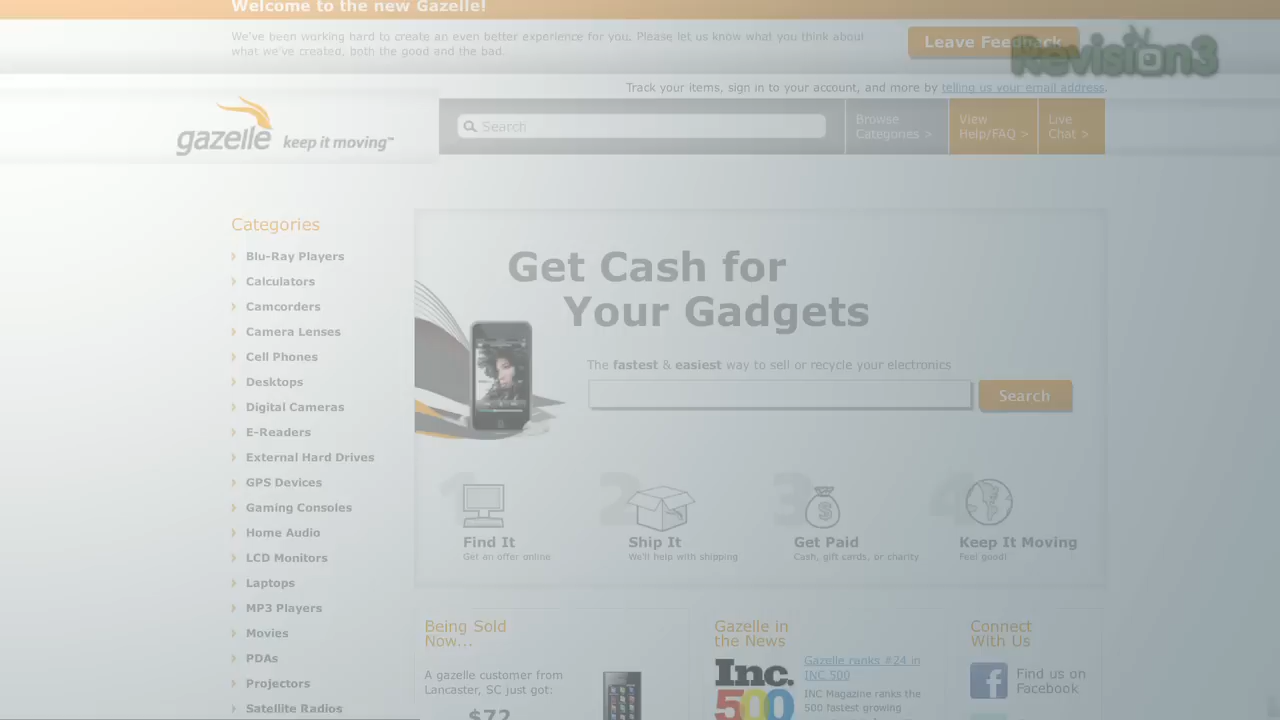 Welcome to the new Gazelle!
We've been working hard to create an even better experience for you. Please let us know what you think about
what we've created, both the good and the bad.
Leave Feedback
Revision3
Track your items, sign in to your account, and more by telling us your email address.
gazelle keep it moving™
Search
Browse
Categories >
View
Help/FAQ >
Live
Chat >
Categories
Blu-Ray Players
Calculators
Camcorders
Camera Lenses
Cell Phones
Desktops
Digital Cameras
E-Readers
External Hard Drives
GPS Devices
Gaming Consoles
Home Audio
LCD Monitors
Laptops
MP3 Players
Movies
PDAs
Projectors
Satellite Radios
Get Cash for
Your Gadgets
The fastest & easiest way to sell or recycle your electronics
Search
1
Find It
Get an offer online
2
Ship It
We'll help with shipping
3
$
Get Paid
Cash, gift cards, or charity
4
Keep It Moving
Feel good!
Being Sold
Now...
A gazelle customer from
Lancaster, SC just got:
$72
Gazelle in
the News
Inc.
500
Gazelle ranks #24 in
INC 500
INC Magazine ranks the
500 fastest growing
Connect
With Us
f
Find us on
Facebook